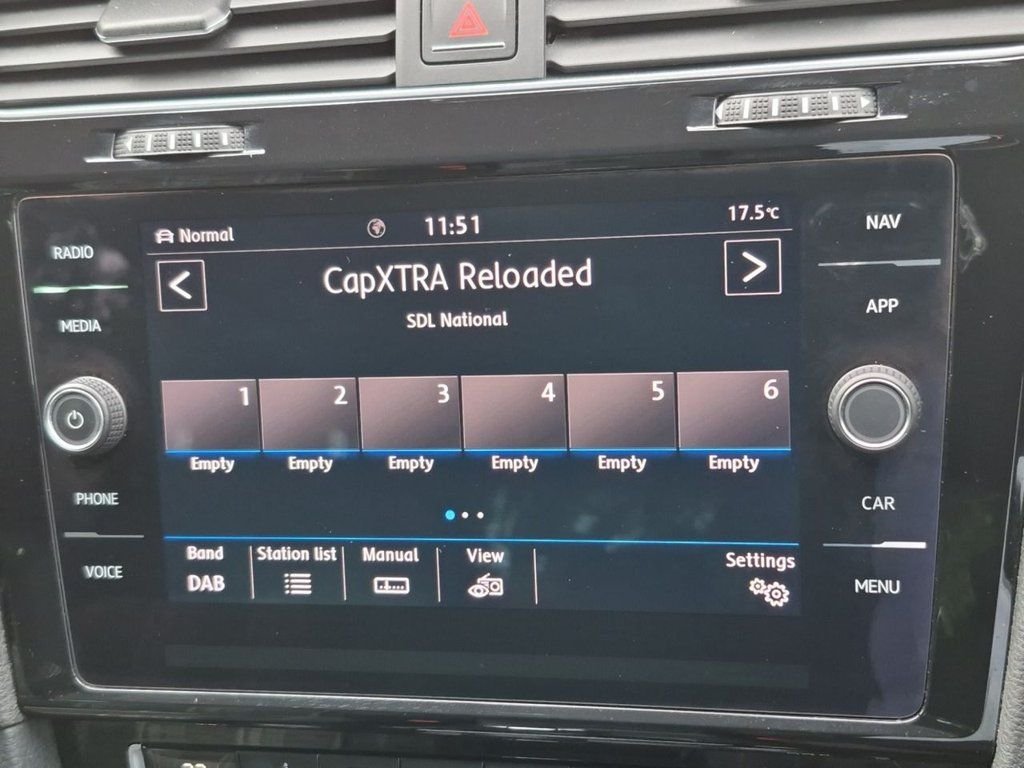 Normal 11:51 17.5°C
RADIO
NAV
CapXTRA Reloaded
SDL National
MEDIA
APP
1 2 3 4 5 6
Empty Empty Empty Empty Empty Empty
PHONE
CAR
Band Station list Manual View Settings
DAB
VOICE
MENU